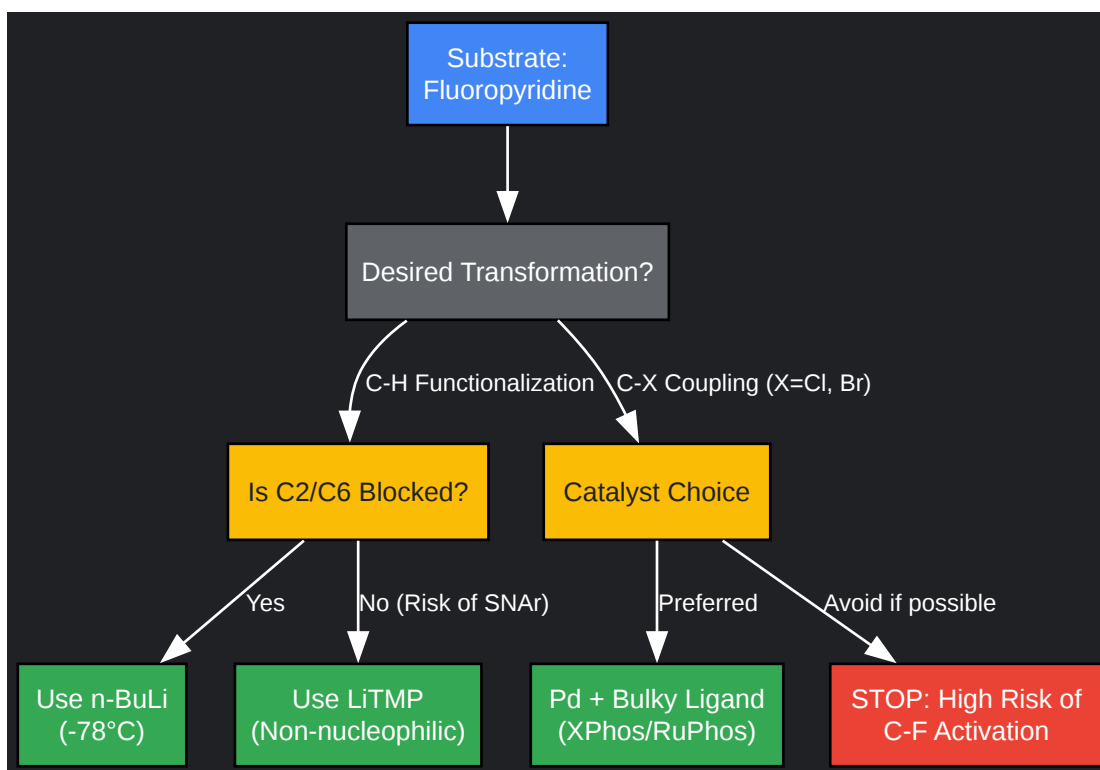 Substrate:
Fluoropyridine
Desired Transformation?
C-H Functionalization
C-X Coupling (X=Cl, Br)
Is C2/C6 Blocked?
Catalyst Choice
Yes
No (Risk of SNAr)
Preferred
Avoid if possible
Use n-BuLi
(-78°C)
Use LiTMP
(Non-nucleophilic)
Pd + Bulky Ligand
(XPhos/RuPhos)
STOP: High Risk of
C-F Activation